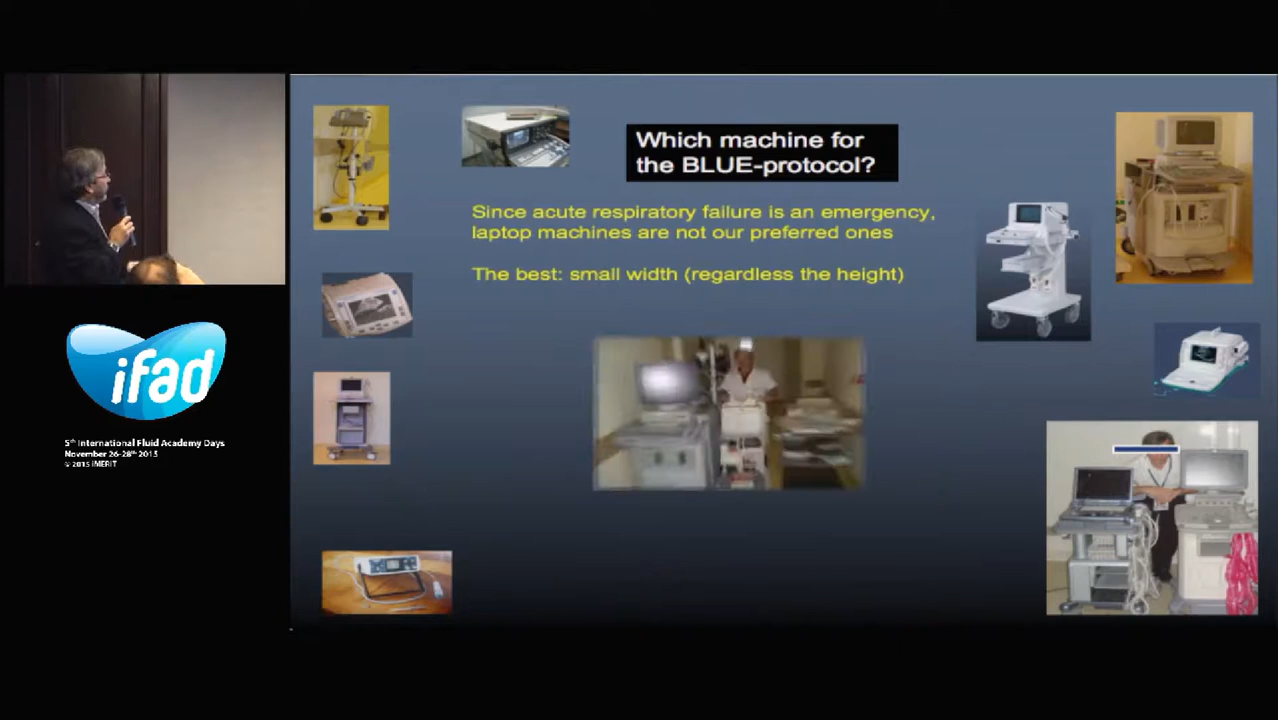 Which machine for
the BLUE-protocol?
Since acute respiratory failure is an emergency,
laptop machines are not our preferred ones
The best: small width (regardless the height)
ifad
5th International Fluid Academy Days
November 26-28th 2015
© 2015 iMERiT